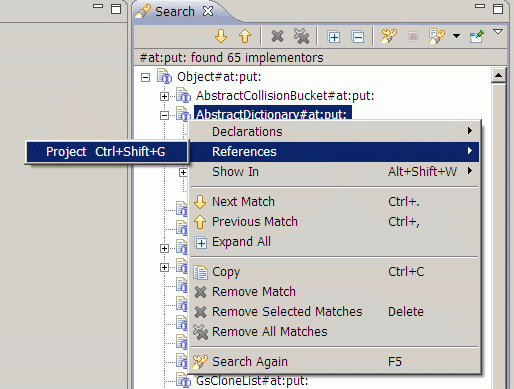 Search
#at:put: found 65 implementors
Object#at:put:
AbstractCollisionBucket#at:put:
AbstractDictionary#at:put:
Declarations
Project Ctrl+Shift+G
References
Show In Alt+Shift+W
Next Match Ctrl+.
Previous Match Ctrl+,
Expand All
Copy Ctrl+C
Remove Match
Remove Selected Matches Delete
Remove All Matches
Search Again F5
GsCloneList#at:put: